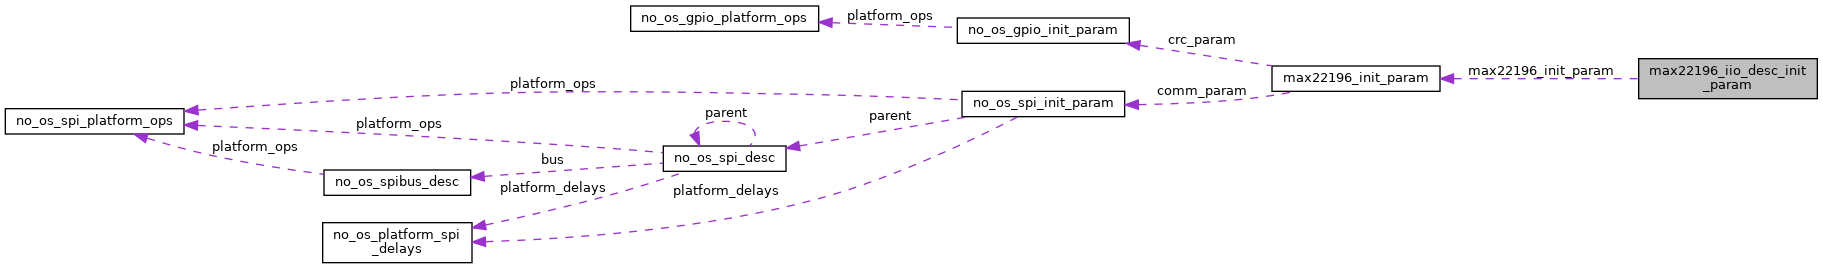 no_os_gpio_platform_ops
platform_ops
no_os_gpio_init_param
crc_param
max22196_init_param
max22196_init_param
max22196_iio_desc_init
_param
platform_ops
comm_param
no_os_spi_init_param
parent
no_os_spi_platform_ops
platform_ops
parent
no_os_spi_desc
platform_ops
bus
no_os_spibus_desc
platform_delays
platform_delays
no_os_platform_spi
_delays